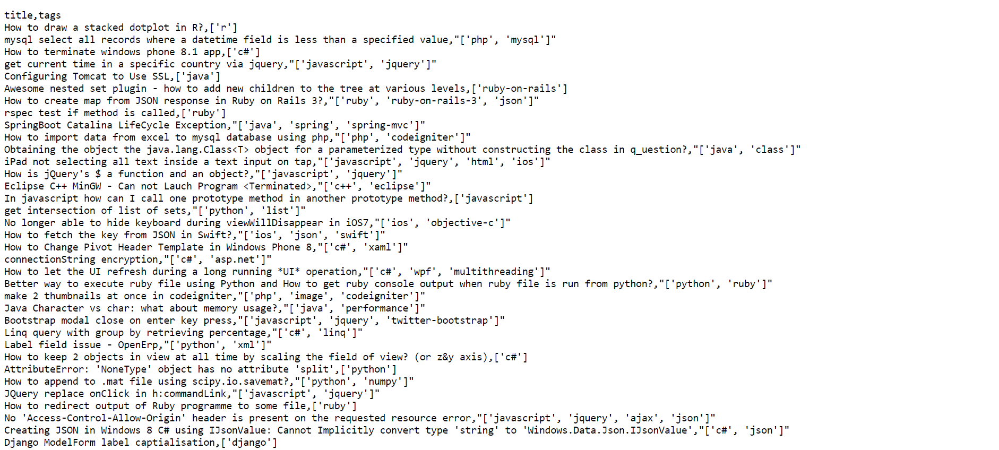 title,tags
How to draw a stacked dotplot in R?,['r']
mysql select all records where a datetime field is less than a specified value,"['php', 'mysql']"
How to terminate windows phone 8.1 app,['c#']
get current time in a specific country via jquery,"['javascript', 'jquery']"
Configuring Tomcat to Use SSL,['java']
Awesome nested set plugin - how to add new children to the tree at various levels,['ruby-on-rails']
How to create map from JSON response in Ruby on Rails 3?,"['ruby', 'ruby-on-rails-3', 'json']"
rspec test if method is called,['ruby']
SpringBoot Catalina LifeCycle Exception,"['java', 'spring', 'spring-mvc']"
How to import data from excel to mysql database using php,"['php', 'codeigniter']"
Obtaining the object the java.lang.Class<T> object for a parameterized type without constructing the class in q_uestion?,"['java', 'class']"
iPad not selecting all text inside a text input on tap,"['javascript', 'jquery', 'html', 'ios']"
How is jQuery's $ a function and an object?,"['javascript', 'jquery']"
Eclipse C++ MinGW - Can not Lauch Program <Terminated>,"['c++', 'eclipse']"
In javascript how can I call one prototype method in another prototype method?,['javascript']
get intersection of list of sets,"['python', 'list']"
No longer able to hide keyboard during viewWillDisappear in iOS7,"['ios', 'objective-c']"
How to fetch the key from JSON in Swift?,"['ios', 'json', 'swift']"
How to Change Pivot Header Template in Windows Phone 8,"['c#', 'xaml']"
connectionString encryption,"['c#', 'asp.net']"
How to let the UI refresh during a long running *UI* operation,"['c#', 'wpf', 'multithreading']"
Better way to execute ruby file using Python and How to get ruby console output when ruby file is run from python?,"['python', 'ruby']"
make 2 thumbnails at once in codeigniter,"['php', 'image', 'codeigniter']"
Java Character vs char: what about memory usage?,"['java', 'performance']"
Bootstrap modal close on enter key press,"['javascript', 'jquery', 'twitter-bootstrap']"
Linq query with group by retrieving percentage,"['c#', 'linq']"
Label field issue - OpenErp,"['python', 'xml']"
How to keep 2 objects in view at all time by scaling the field of view? (or z&y axis),['c#']
AttributeError: 'NoneType' object has no attribute 'split',['python']
How to append to .mat file using scipy.io.savemat?,"['python', 'numpy']"
JQuery replace onClick in h:commandLink,"['javascript', 'jquery']"
How to redirect output of Ruby programme to some file,['ruby']
No 'Access-Control-Allow-Origin' header is present on the requested resource error,"['javascript', 'jquery', 'ajax', 'json']"
Creating JSON in Windows 8 C# using IJsonValue: Cannot Implicitly convert type 'string' to 'Windows.Data.Json.IJsonValue',"['c#', 'json']"
Django ModelForm label captialisation,['django']